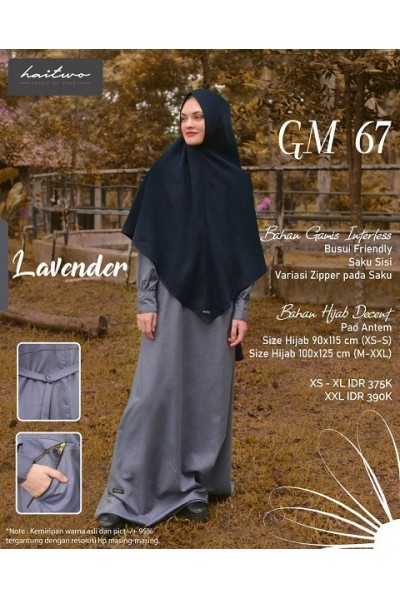 haitwo
GM 67
Lavender
Bahan Gamis Interless
Busui Friendly
Saku Sisi
Variasi Zipper pada Saku
Bahan Hijab Decent
Pad Antem
Size Hijab 90x115 cm (XS-S)
Size Hijab 100x125 cm (M-XXL)
XS - XL IDR 375K
XXL IDR 390K
*Note : Kemiripan warna asli dan pict +/- 95%
tergantung dengan resolusi hp masing-masing.